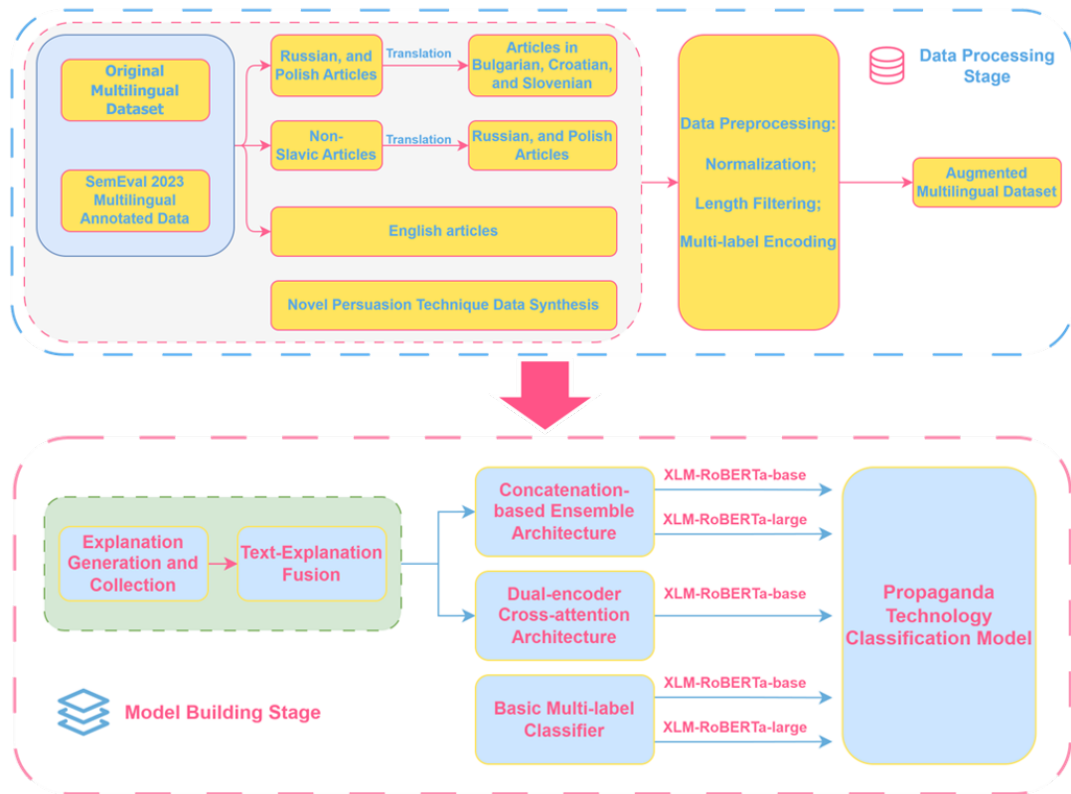 Original
Multilingual
Dataset
SemEval 2023
Multilingual
Annotated Data
Russian, and
Polish Articles
Translation
Articles in
Bulgarian, Croatian,
and Slovenian
Non-
Slavic Articles
Translation
Russian, and Polish
Articles
English articles
Novel Persuasion Technique Data Synthesis
Data Preprocessing:
Normalization;
Length Filtering;
Multi-label Encoding
Data Processing
Stage
Augmented
Multilingual Dataset
Explanation
Generation and
Collection
Text-Explanation
Fusion
Concatenation-
based Ensemble
Architecture
XLM-RoBERTa-base
XLM-RoBERTa-large
Dual-encoder
Cross-attention
Architecture
XLM-RoBERTa-base
Basic Multi-label
Classifier
XLM-RoBERTa-base
XLM-RoBERTa-large
Propaganda
Technology
Classification Model
Model Building Stage